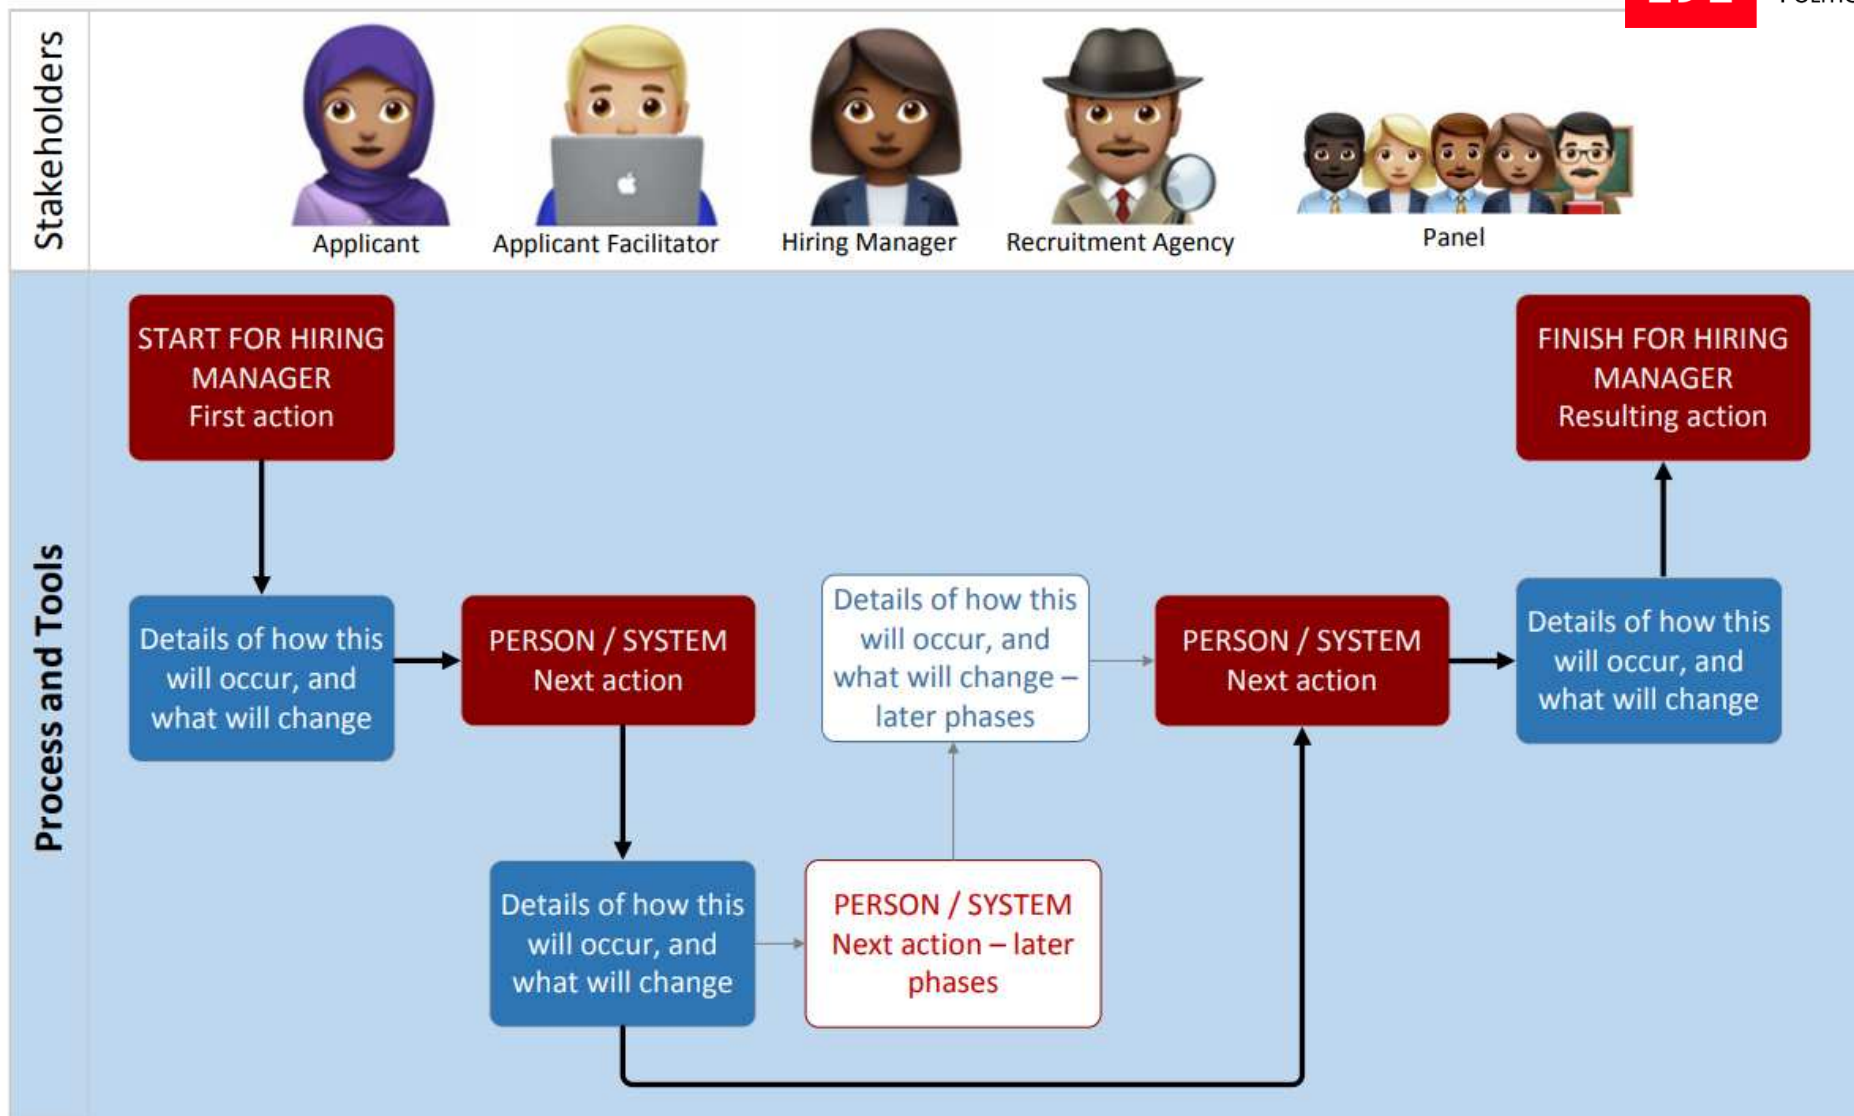 Stakeholders
Applicant
Applicant Facilitator
Hiring Manager
Recruitment Agency
Panel
Process and Tools
START FOR HIRING
MANAGER
First action
Details of how this
will occur, and
what will change
PERSON / SYSTEM
Next action
Details of how this
will occur, and
what will change
PERSON / SYSTEM
Next action – later
phases
Details of how this
will occur, and
what will change –
later phases
PERSON / SYSTEM
Next action
Details of how this
will occur, and
what will change
FINISH FOR HIRING
MANAGER
Resulting action